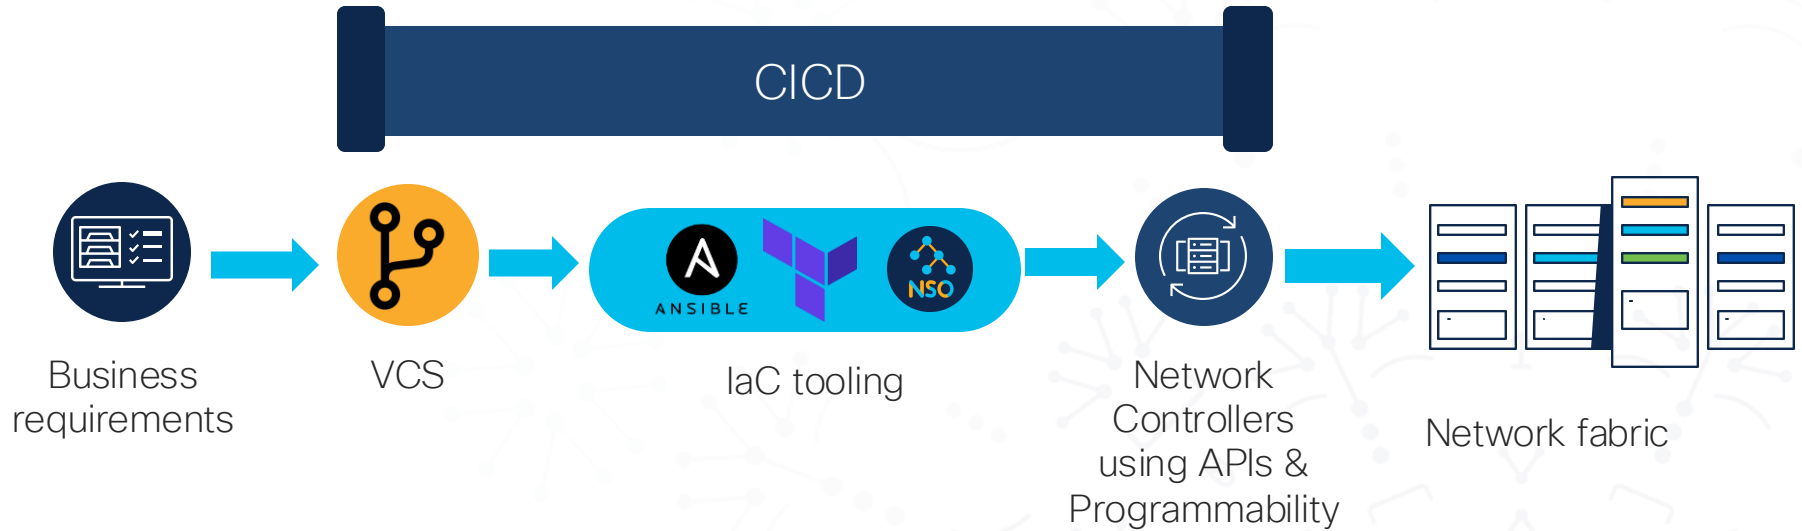 CICD
ANSIBLE
NSO
Business
requirements
VCS
IaC tooling
Network
Controllers
using APIs &
Programmability
Network fabric